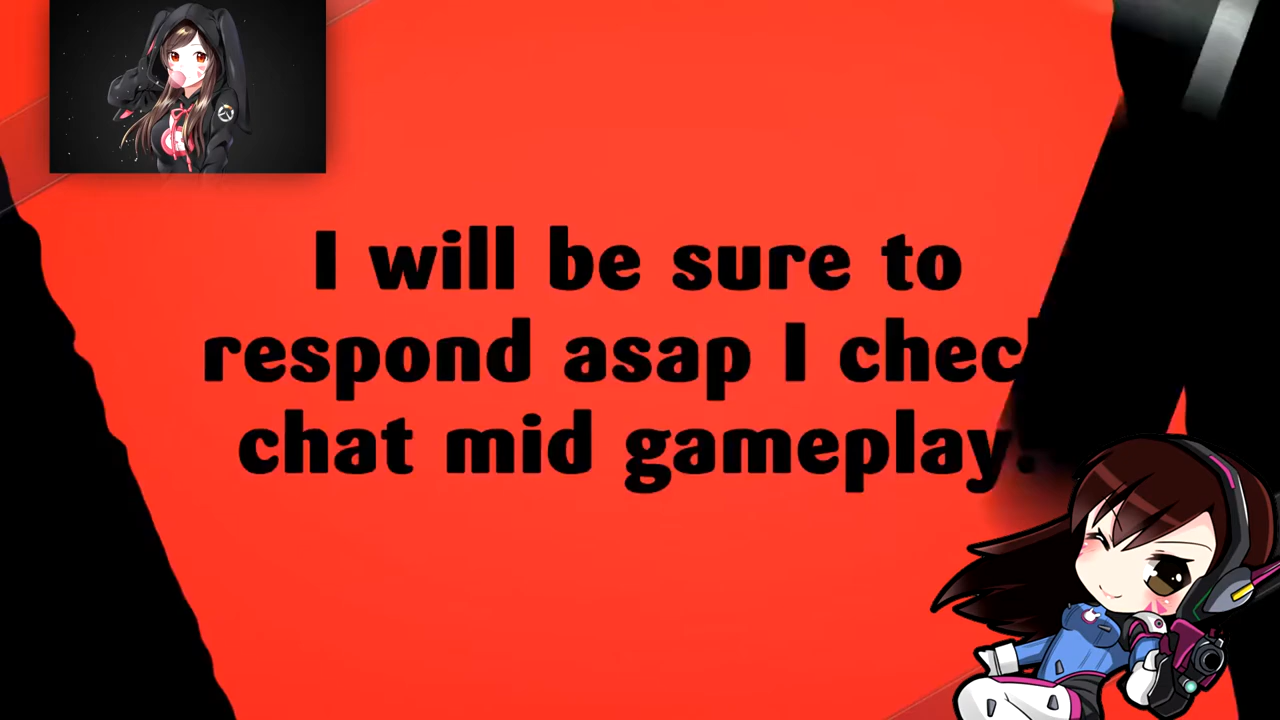 I will be sure to
respond asap I check
chat mid gameplay.